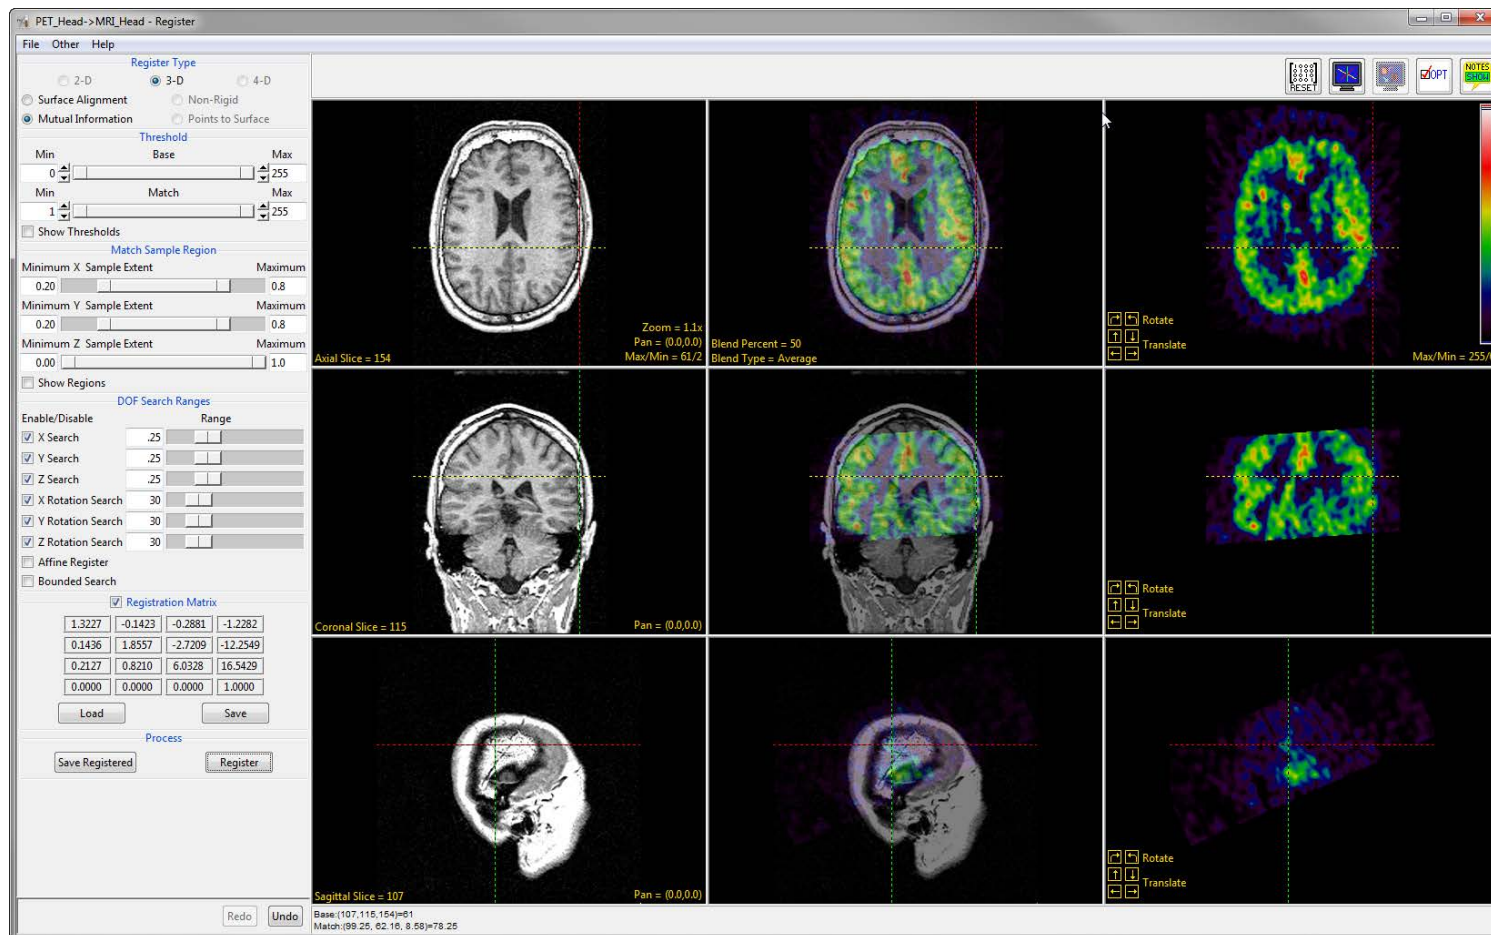 PET_Head->MRI_Head - Register
File Other Help
Register Type
2-D 3-D 4-D
Surface Alignment Non-Rigid
Mutual Information Points to Surface
Threshold
Min Base Max
0 255
Min Match Max
1 255
Show Thresholds
Match Sample Region
Minimum X Sample Extent Maximum
0.20 0.8
Minimum Y Sample Extent Maximum
0.20 0.8
Minimum Z Sample Extent Maximum
0.00 1.0
Show Regions
DOF Search Ranges
Enable/Disable Range
X Search .25
Y Search .25
Z Search .25
X Rotation Search 30
Y Rotation Search 30
Z Rotation Search 30
Affine Register
Bounded Search
Registration Matrix
1.3227 -0.1423 -0.2881 -1.2282
0.1436 1.8557 -2.7209 -12.2549
0.2127 0.8210 6.0328 16.5429
0.0000 0.0000 0.0000 1.0000
Load Save
Process
Save Registered Register
Redo Undo
RESET
OPT
NOTES
SHOW
Zoom = 1.1x
Pan = (0.0,0.0)
Axial Slice = 154 Max/Min = 61/2
Blend Percent = 50
Blend Type = Average
Rotate
Translate
Max/Min = 255/
Coronal Slice = 115 Pan = (0.0,0.0)
Rotate
Translate
Sagittal Slice = 107 Pan = (0.0,0.0)
Rotate
Translate
Base:(107,115,154)=61
Match:(99.25, 62.16, 8.58)=78.25